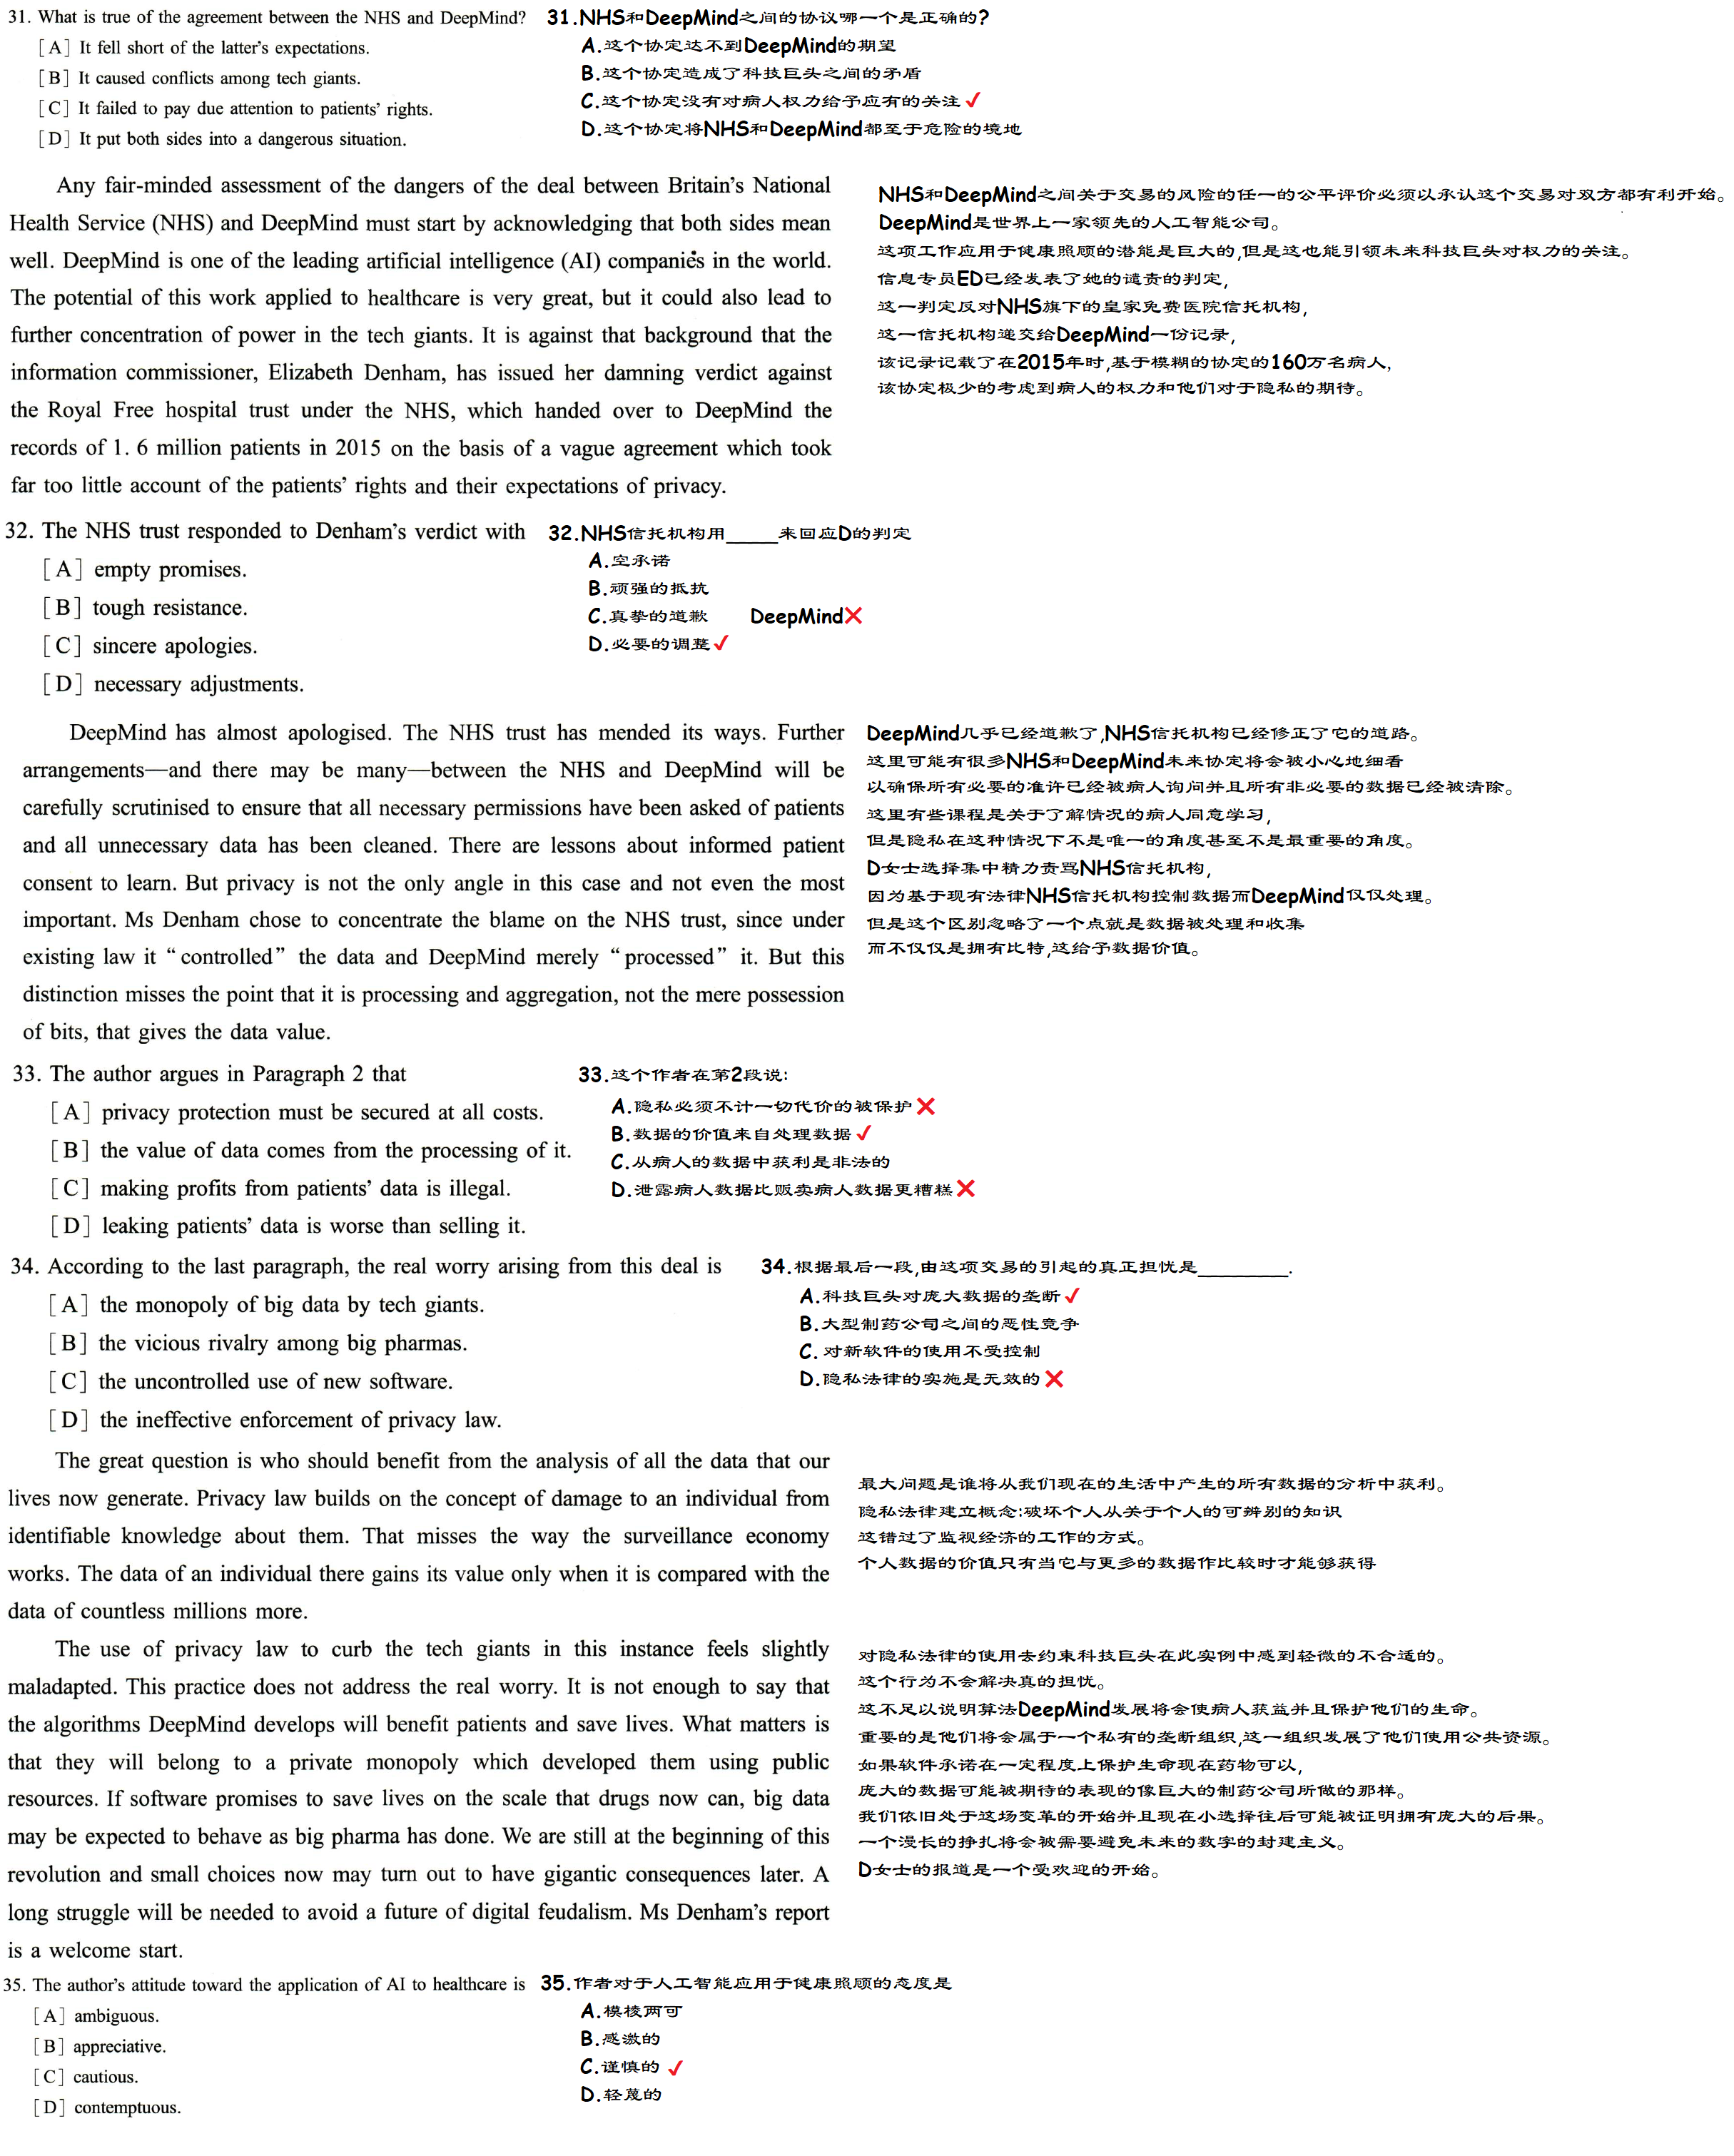 31. What is true of the agreement between the NHS and DeepMind?
[A] It fell short of the latter's expectations.
[B] It caused conflicts among tech giants.
[C] It failed to pay due attention to patients' rights.
[D] It put both sides into a dangerous situation.
31.NHS和DeepMind之间的协议哪一个是正确的?
A.这个协定达不到DeepMind的期望
B.这个协定造成了科技巨头之间的矛盾
C.这个协定没有对病人权力给予应有的关注
D.这个协定将NHS和DeepMind都至于危险的境地
Any fair-minded assessment of the dangers of the deal between Britain's National
Health Service (NHS) and DeepMind must start by acknowledging that both sides mean
well. DeepMind is one of the leading artificial intelligence (AI) companies in the world.
The potential of this work applied to healthcare is very great, but it could also lead to
further concentration of power in the tech giants. It is against that background that the
information commissioner, Elizabeth Denham, has issued her damning verdict against
the Royal Free hospital trust under the NHS, which handed over to DeepMind the
records of 1. 6 million patients in 2015 on the basis of a vague agreement which took
far too little account of the patients' rights and their expectations of privacy.
NHS和DeepMind之间关于交易的风险的任一的公平评价必须以承认这个交易对双方都有利开始。
DeepMind是世界上一家领先的人工智能公司。
这项工作应用于健康照顾的潜能是巨大的,但是这也能引领未来科技巨头对权力的关注。
信息专员ED已经发表了她的谴责的判定,
这一判定反对NHS旗下的皇家免费医院信托机构,
这一信托机构递交给DeepMind一份记录,
该记录记载了在2015年时,基于模糊的协定的160万名病人,
该协定极少的考虑到病人的权力和他们对于隐私的期待。
32. The NHS trust responded to Denham's verdict with
[A] empty promises.
[B] tough resistance.
[C] sincere apologies.
[D] necessary adjustments.
32.NHS信托机构用_____来回应D的判定
A.空承诺
B.顽强的抵抗
C.真挚的道歉 DeepMind
D.必要的调整
DeepMind has almost apologised. The NHS trust has mended its ways. Further
arrangements—and there may be many—between the NHS and DeepMind will be
carefully scrutinised to ensure that all necessary permissions have been asked of patients
and all unnecessary data has been cleaned. There are lessons about informed patient
consent to learn. But privacy is not the only angle in this case and not even the most
important. Ms Denham chose to concentrate the blame on the NHS trust, since under
existing law it "controlled" the data and DeepMind merely "processed" it. But this
distinction misses the point that it is processing and aggregation, not the mere possession
of bits, that gives the data value.
DeepMind几乎已经道歉了,NHS信托机构已经修正了它的道路。
这里可能有很多NHS和DeepMind未来协定将会被小心地细看
以确保所有必要的准许已经被病人询问并且所有非必要的数据已经被清除。
这里有些课程是关于了解情况的病人同意学习,
但是隐私在这种情况下不是唯一的角度甚至不是最重要的角度。
D女士选择集中精力责骂NHS信托机构,
因为基于现有法律NHS信托机构控制数据而DeepMind仅仅处理。
但是这个区别忽略了一个点就是数据被处理和收集
而不仅仅是拥有比特,这给予数据价值。
33. The author argues in Paragraph 2 that
[A] privacy protection must be secured at all costs.
[B] the value of data comes from the processing of it.
[C] making profits from patients' data is illegal.
[D] leaking patients' data is worse than selling it.
33.这个作者在第2段说:
A.隐私必须不计一切代价的被保护
B.数据的价值来自处理数据
C.从病人的数据中获利是非法的
D.泄露病人数据比贩卖病人数据更糟糕
34. According to the last paragraph, the real worry arising from this deal is
[A] the monopoly of big data by tech giants.
[B] the vicious rivalry among big pharmas.
[C] the uncontrolled use of new software.
[D] the ineffective enforcement of privacy law.
34.根据最后一段,由这项交易的引起的真正担忧是_________.
A.科技巨头对庞大数据的垄断
B.大型制药公司之间的恶性竞争
C.对新软件的使用不受控制
D.隐私法律的实施是无效的
The great question is who should benefit from the analysis of all the data that our
lives now generate. Privacy law builds on the concept of damage to an individual from
identifiable knowledge about them. That misses the way the surveillance economy
works. The data of an individual there gains its value only when it is compared with the
data of countless millions more.
最大问题是谁将从我们现在的生活中产生的所有数据的分析中获利。
隐私法律建立概念:破坏个人从关于个人的可辨别的知识
这错过了监视经济的工作的方式。
个人数据的价值只有当它与更多的数据作比较时才能够获得
The use of privacy law to curb the tech giants in this instance feels slightly
maladapted. This practice does not address the real worry. It is not enough to say that
the algorithms DeepMind develops will benefit patients and save lives. What matters is
that they will belong to a private monopoly which developed them using public
resources. If software promises to save lives on the scale that drugs now can, big data
may be expected to behave as big pharma has done. We are still at the beginning of this
revolution and small choices now may turn out to have gigantic consequences later. A
long struggle will be needed to avoid a future of digital feudalism. Ms Denham's report
is a welcome start.
对隐私法律的使用去约束科技巨头在此实例中感到轻微的不合适的。
这个行为不会解决真的担忧。
这不足以说明算法DeepMind发展将会使病人获益并且保护他们的生命。
重要的是他们将会属于一个私有的垄断组织,这一组织发展了他们使用公共资源。
如果软件承诺在一定程度上保护生命现在药物可以,
庞大的数据可能被期待的表现的像巨大的制药公司所做的那样。
我们依旧处于这场变革的开始并且现在小选择往后可能被证明拥有庞大的后果。
一个漫长的挣扎将会被需要避免未来的数字的封建主义。
D女士的报道是一个受欢迎的开始。
35. The author's attitude toward the application of AI to healthcare is
[A] ambiguous.
[B] appreciative.
[C] cautious.
[D] contemptuous.
35.作者对于人工智能应用于健康照顾的态度是
A.模棱两可
B.感激的
C.谨慎的
D.轻蔑的